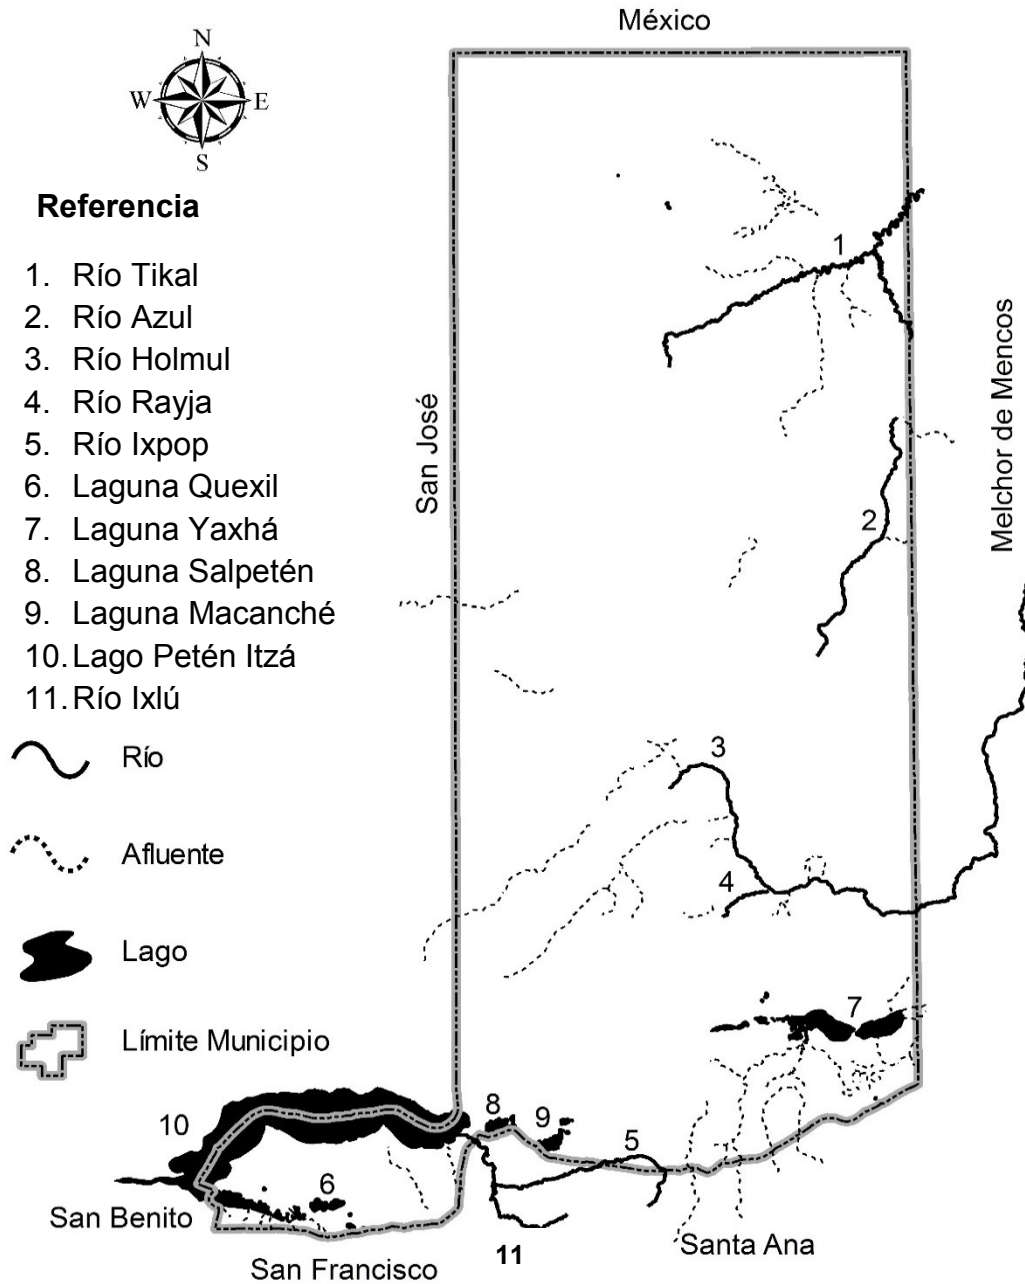 México
N
W
E
S
Referencia
1. Río Tikal
2. Río Azul
3. Río Holmul
4. Río Rayja
5. Río Ixpop
6. Laguna Quexil
7. Laguna Yaxhá
8. Laguna Salpetén
9. Laguna Macanché
10. Lago Petén Itzá
11. Río Ixlú
Río
Afluente
Lago
Límite Municipio
1
San José
Melchor de Mencos
2
3
4
7
8
9
10
5
6
San Benito
San Francisco
11
Santa Ana